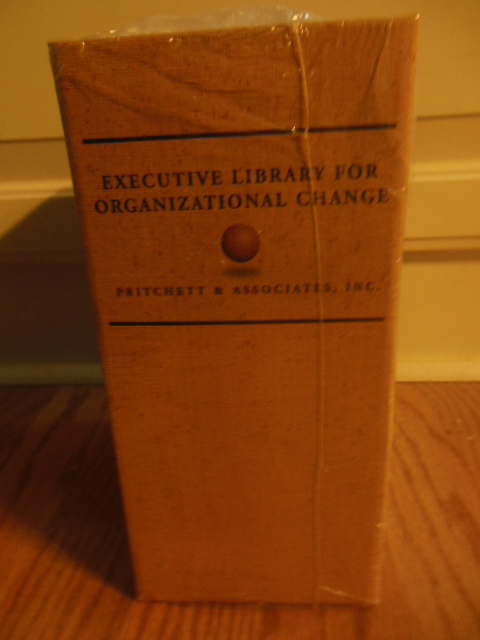 EXECUTIVE LIBRARY FOR
ORGANIZATIONAL CHANGE
PRITCHETT & ASSOCIATES, INC.